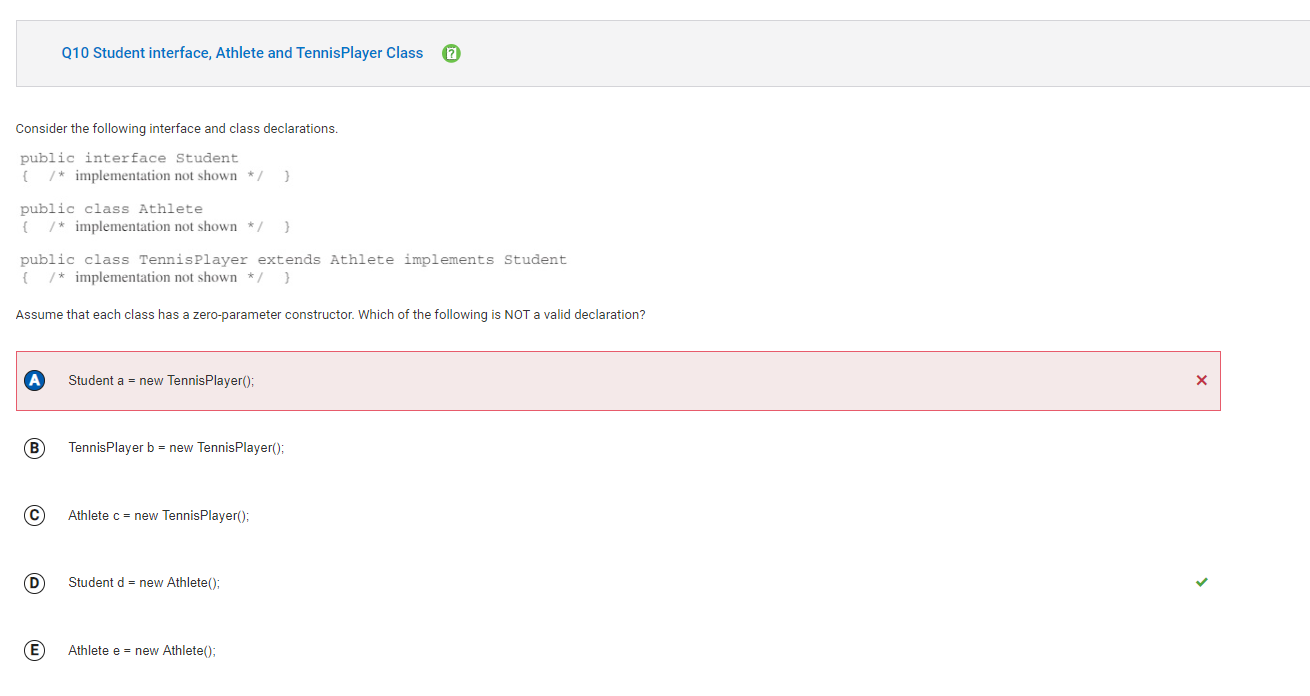 Q10 Student interface, Athlete and TennisPlayer Class
Consider the following interface and class declarations.
public interface Student
{ /* implementation not shown */ }
public class Athlete
{ /* implementation not shown */ }
public class TennisPlayer extends Athlete implements Student
{ /* implementation not shown */ }
Assume that each class has a zero-parameter constructor. Which of the following is NOT a valid declaration?
A Student a = new TennisPlayer();
B TennisPlayer b = new TennisPlayer();
C Athlete c = new TennisPlayer();
D Student d = new Athlete();
E Athlete e = new Athlete();